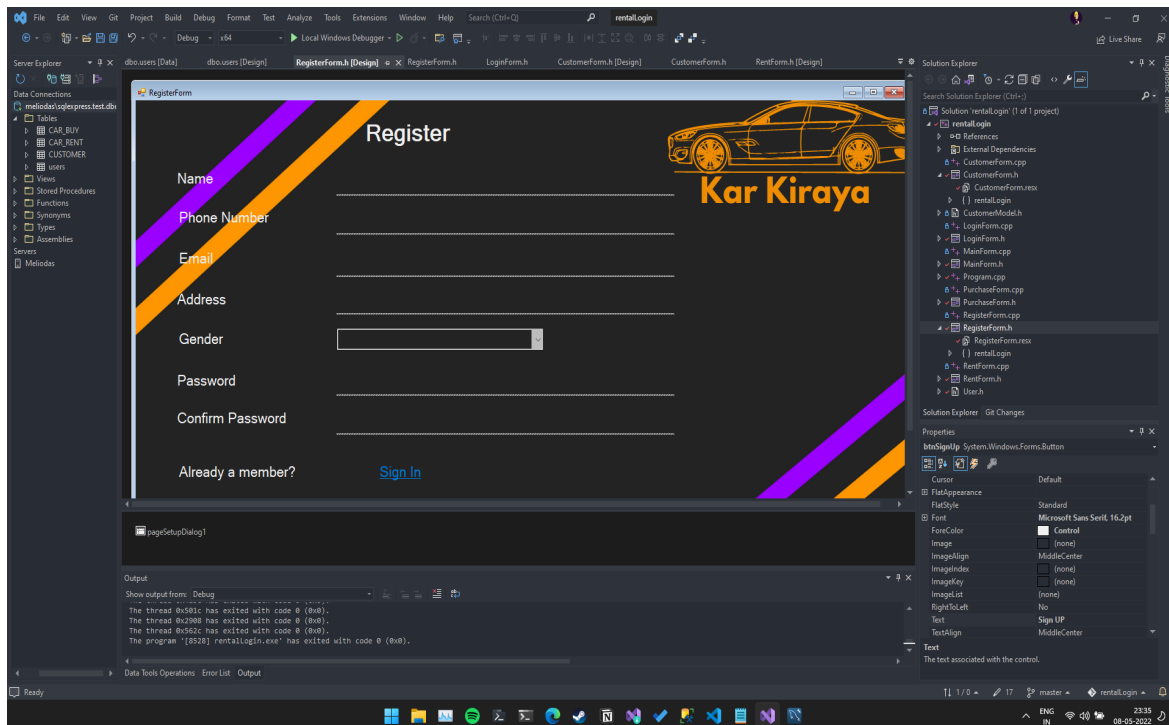 File Edit View Git Project Build Debug Format Test Analyze Tools Extensions Window Help Search (Ctrl+Q) rentalLogin
Debug x64 Local Windows Debugger Live Share
Server Explorer
Data Connections
meliodas\sqlexpress.test.dbo
Tables
CAR_BUY
CAR_RENT
CUSTOMER
users
Views
Stored Procedures
Functions
Synonyms
Types
Assemblies
Servers
Meliodas
dbo.users [Data] dbo.users [Design] RegisterForm.h [Design] RegisterForm.h LoginForm.h CustomerForm.h [Design] CustomerForm.h RentForm.h [Design]
RegisterForm
Register
Kar Kiraya
Name
Phone Number
Email
Address
Gender
Password
Confirm Password
Already a member? Sign In
pageSetupDialog1
Output
Show output from: Debug
The thread 0x501c has exited with code 0 (0x0).
The thread 0x2908 has exited with code 0 (0x0).
The thread 0x562c has exited with code 0 (0x0).
The program '[8528] rentalLogin.exe' has exited with code 0 (0x0).
Data Tools Operations Error List Output
Solution Explorer
Search Solution Explorer (Ctrl+;)
Solution 'rentalLogin' (1 of 1 project)
rentalLogin
References
External Dependencies
CustomerForm.cpp
CustomerForm.h
CustomerForm.resx
{ } rentalLogin
CustomerModel.h
LoginForm.cpp
LoginForm.h
MainForm.cpp
MainForm.h
Program.cpp
PurchaseForm.cpp
PurchaseForm.h
RegisterForm.cpp
RegisterForm.h
RegisterForm.resx
{ } rentalLogin
RentForm.cpp
RentForm.h
User.h
Solution Explorer Git Changes
Properties
btnSignUp System.Windows.Forms.Button
Cursor Default
FlatAppearance
FlatStyle Standard
Font Microsoft Sans Serif, 16.2pt
ForeColor Control
Image (none)
ImageAlign MiddleCenter
ImageIndex (none)
ImageKey (none)
ImageList (none)
RightToLeft No
Text Sign UP
TextAlign MiddleCenter
Text
The text associated with the control.
Diagnostic Tools
Ready 1 / 0 17 master rentalLogin
ENG
IN
23:35
08-05-2022